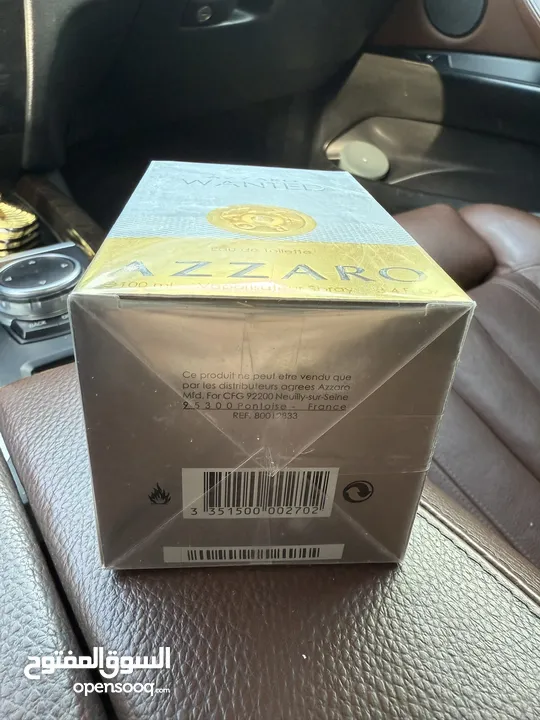 WANTED
Eau de Toilette
AZZARO
100 ml
Spray
Ce produit ne peut etre vendu que
par les distributeurs agrees Azzaro
Mfd. For CFG 92200 Neuilly-sur-Seine
95300 Pontoise - France
3 351500 002702
السوق المفتوح
opensooq.com